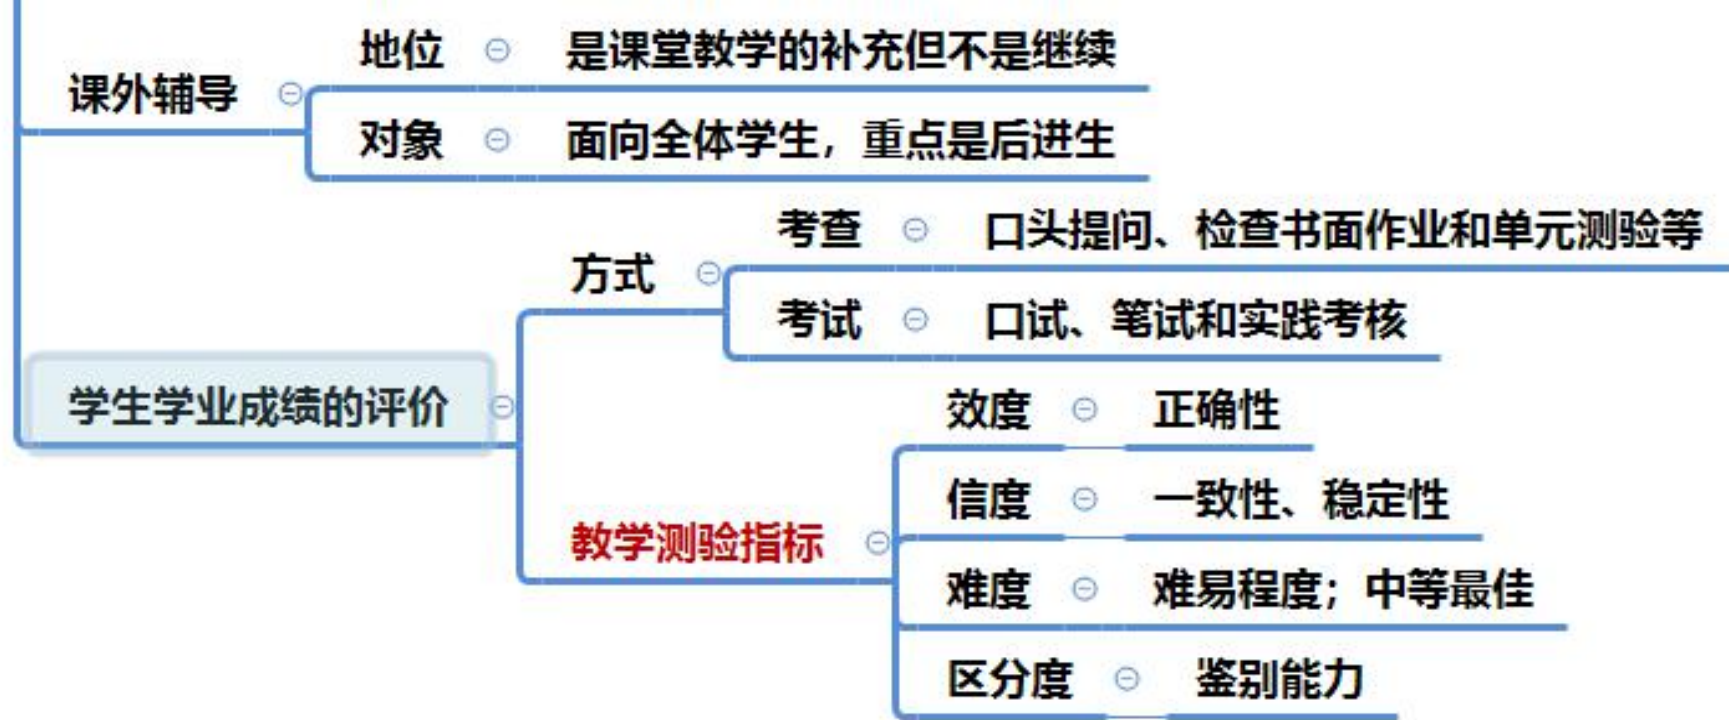 课外辅导
地位 是课堂教学的补充但不是继续
对象 面向全体学生，重点是后进生
学生学业成绩的评价
方式
考查 口头提问、检查书面作业和单元测验等
考试 口试、笔试和实践考核
教学测验指标
效度 正确性
信度 一致性、稳定性
难度 难易程度；中等最佳
区分度 鉴别能力